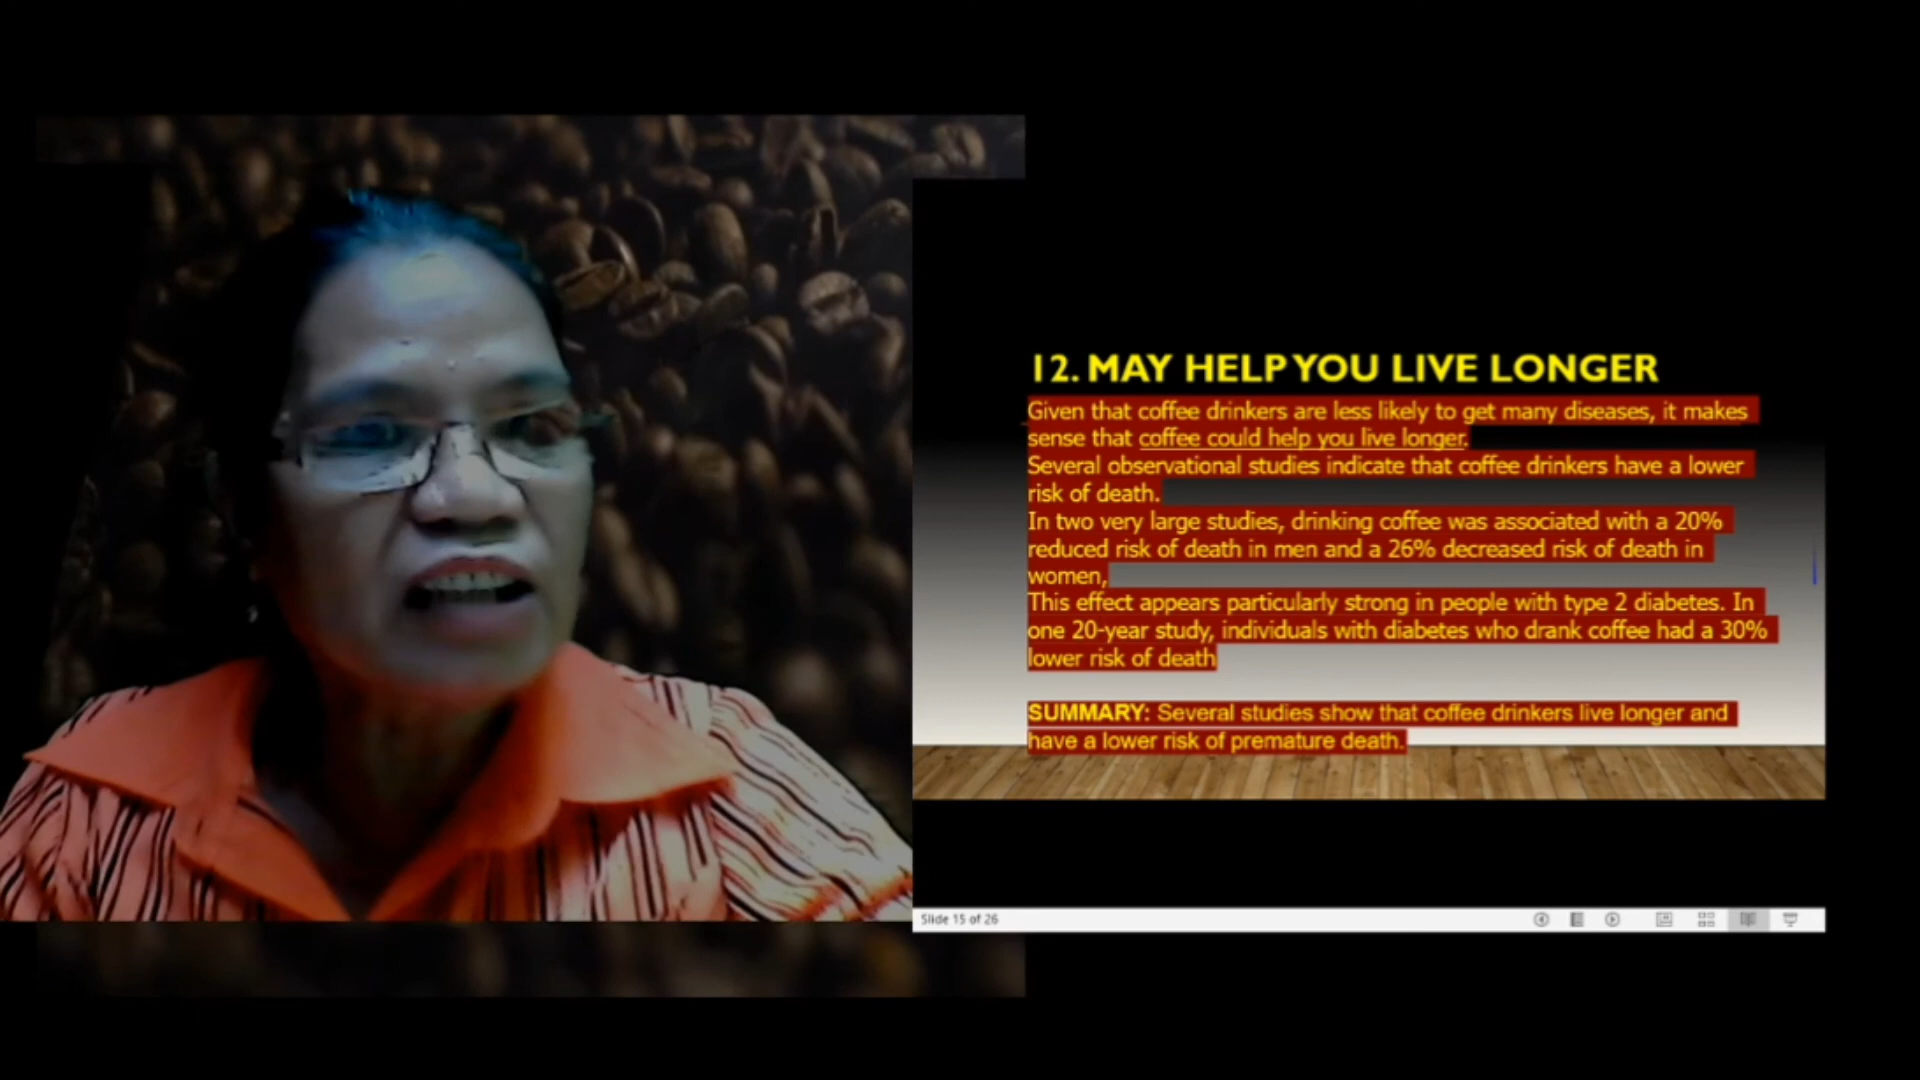 12. MAY HELP YOU LIVE LONGER
Given that coffee drinkers are less likely to get many diseases, it makes
sense that coffee could help you live longer.
Several observational studies indicate that coffee drinkers have a lower
risk of death.
In two very large studies, drinking coffee was associated with a 20%
reduced risk of death in men and a 26% decreased risk of death in
women,
This effect appears particularly strong in people with type 2 diabetes. In
one 20-year study, individuals with diabetes who drank coffee had a 30%
lower risk of death
SUMMARY: Several studies show that coffee drinkers live longer and
have a lower risk of premature death.
Slide 15 of 26